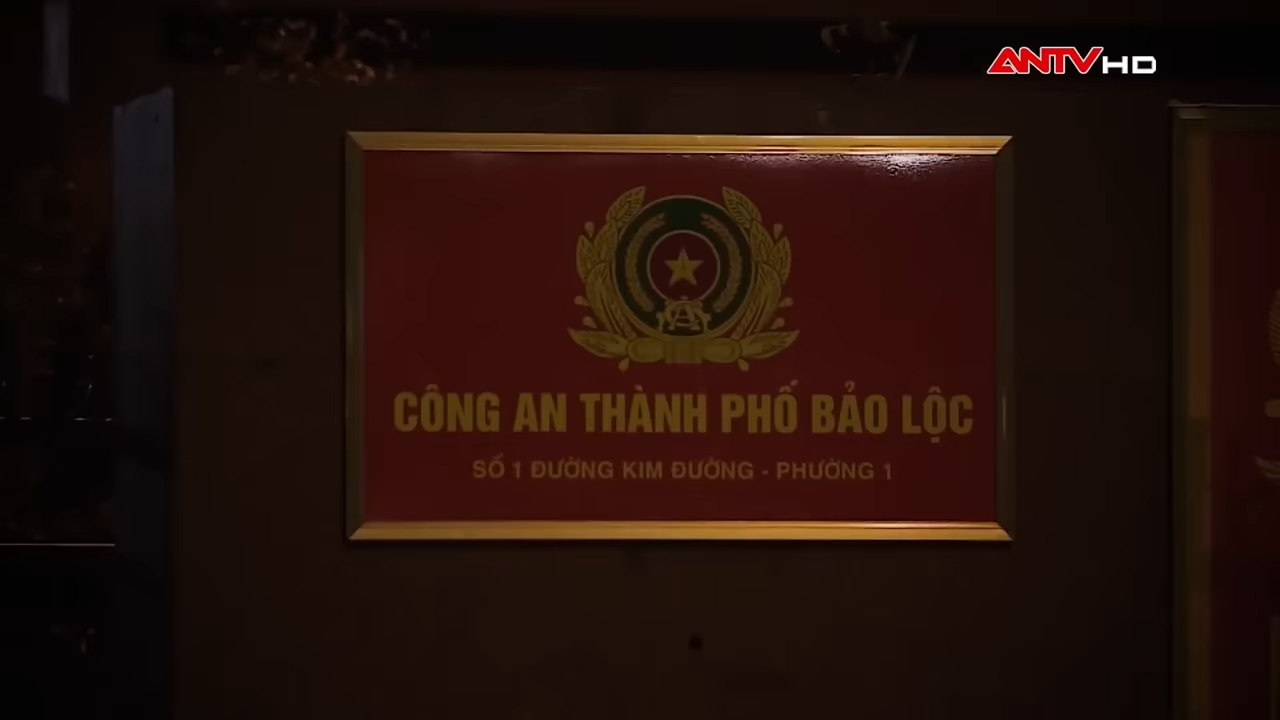 ANTV HD
CÔNG AN THÀNH PHỐ BẢO LỘC
SỐ 1 ĐƯỜNG KIM ĐƯỜNG - PHƯỜNG 1